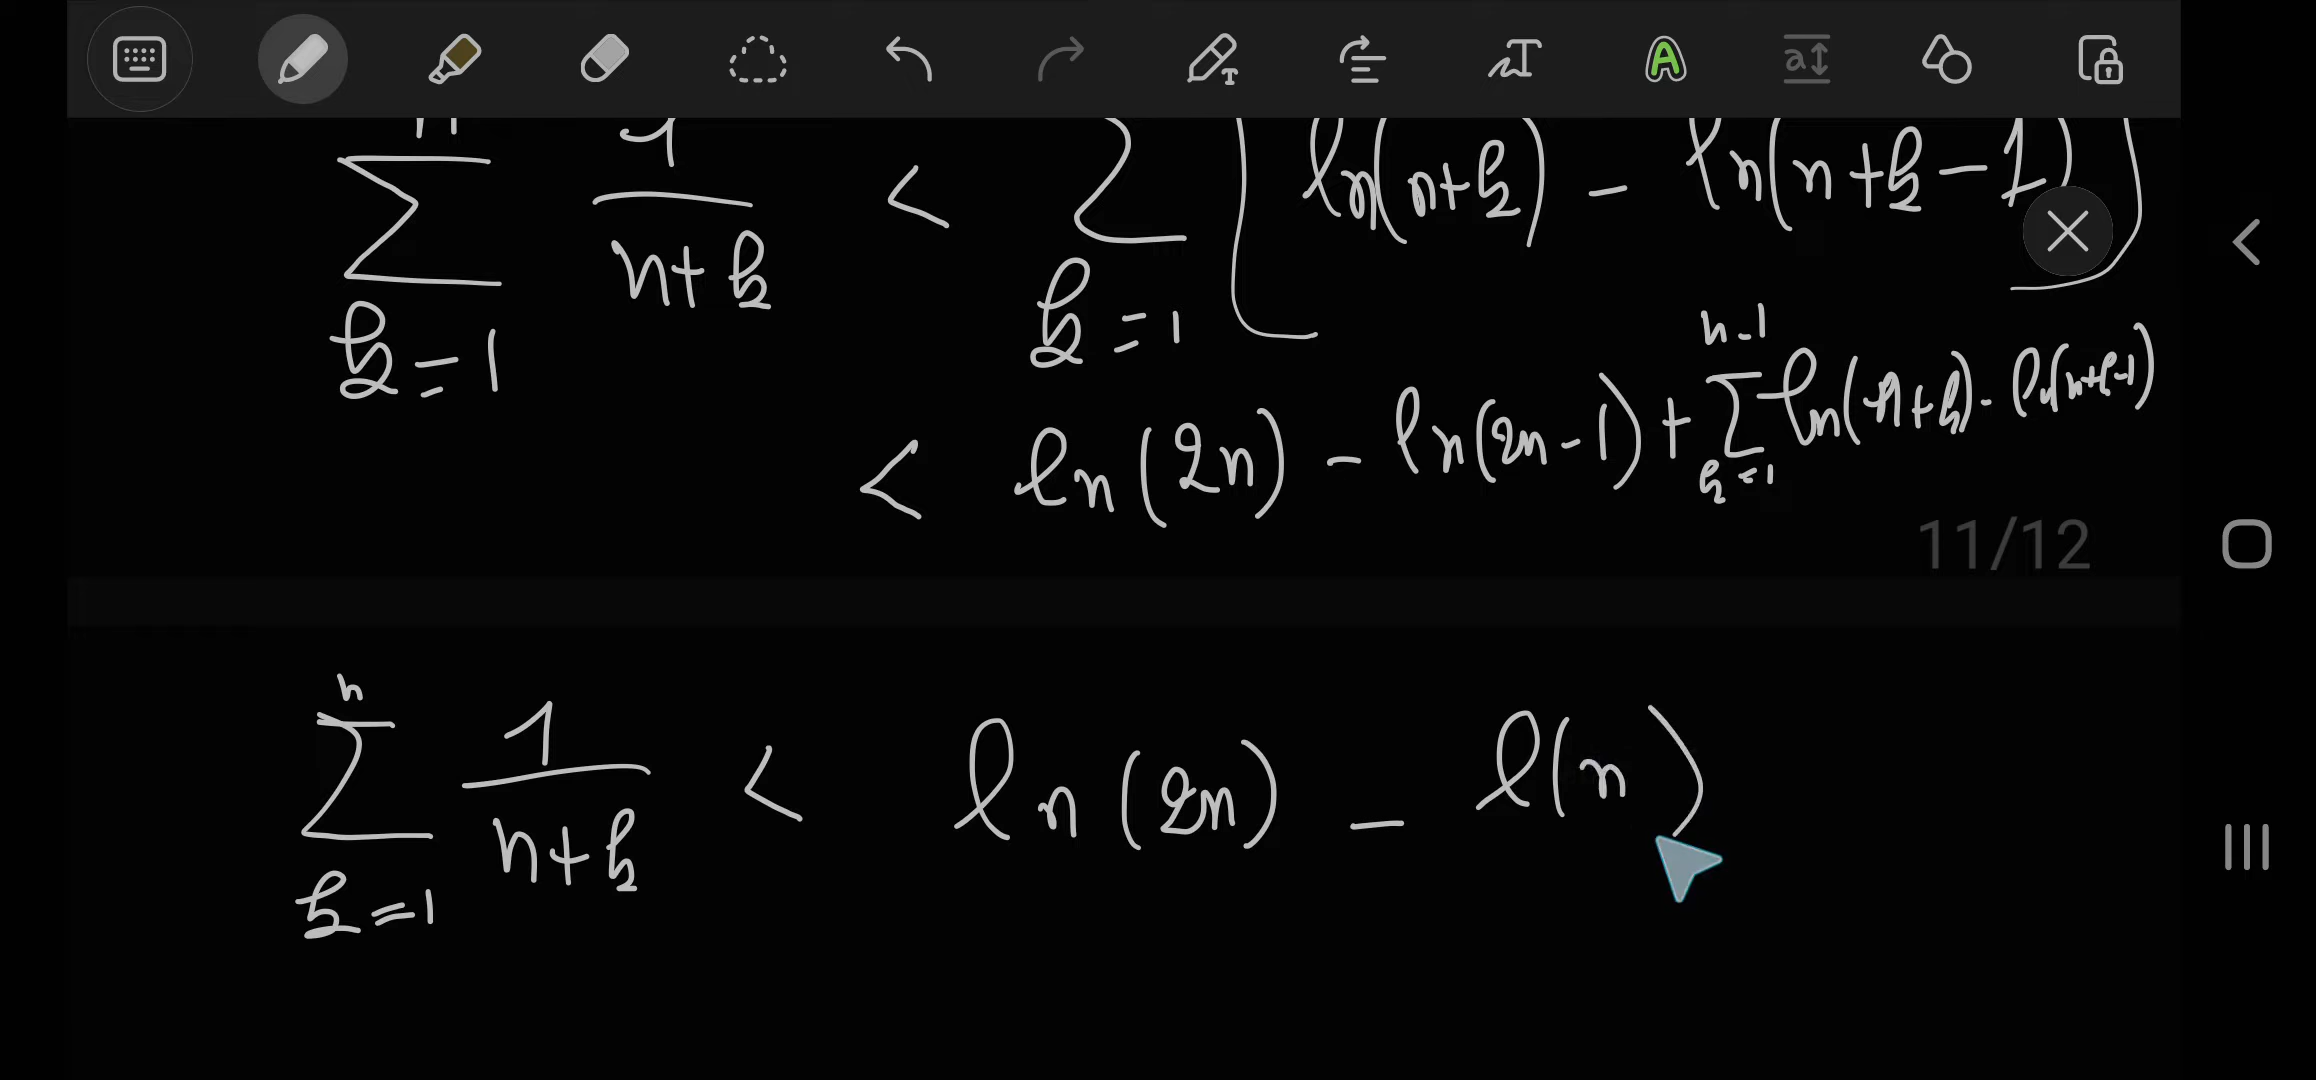 n 1
∑ ─── < ∑ [ ln(n+k) − ln(n+k−1) ]
k=1 n+k k=1
< ln(2n) − ln(2n−1) + ∑_{k=1}^{n-1} ln(n+k) - ln(n+k-1)
11/12
∑_{k=1}^{n} 1/(n+k) < ln(2n) − l(n)